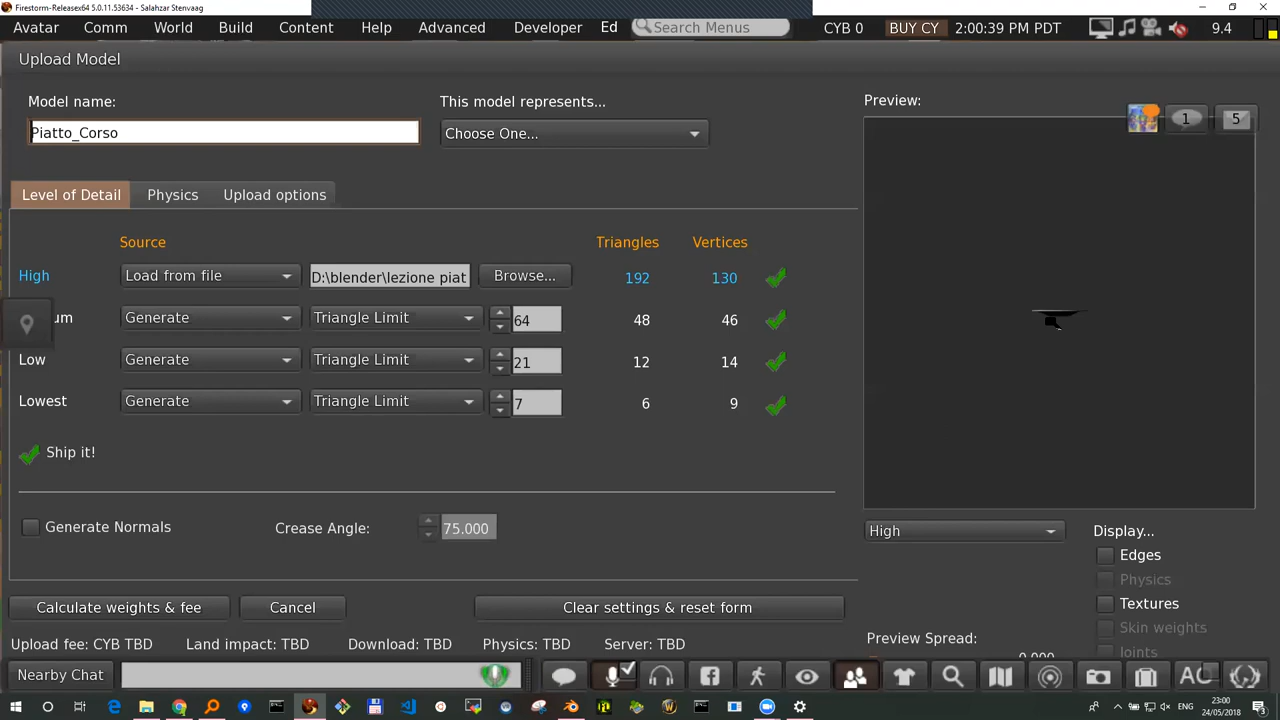 Firestorm-Releasex64 5.0.11.53634 - Salahzar Stenvaag
Avatar Comm World Build Content Help Advanced Developer Ed Search Menus CYB 0 BUY CY 2:00:39 PM PDT 9.4
Upload Model
Model name: This model represents... Preview:
Piatto_Corso Choose One... 1 5
Level of Detail Physics Upload options
Source Triangles Vertices
High Load from file D:\blender\lezione piat Browse... 192 130
um Generate Triangle Limit 64 48 46
Low Generate Triangle Limit 21 12 14
Lowest Generate Triangle Limit 7 6 9
Ship it!
Generate Normals Crease Angle: 75.000
High Display...
Edges
Physics
Textures
Skin weights
Joints
Calculate weights & fee Cancel Clear settings & reset form
Upload fee: CYB TBD Land impact: TBD Download: TBD Physics: TBD Server: TBD
Preview Spread:
0.000
Nearby Chat AC
ENG 23:00
24/05/2018 3